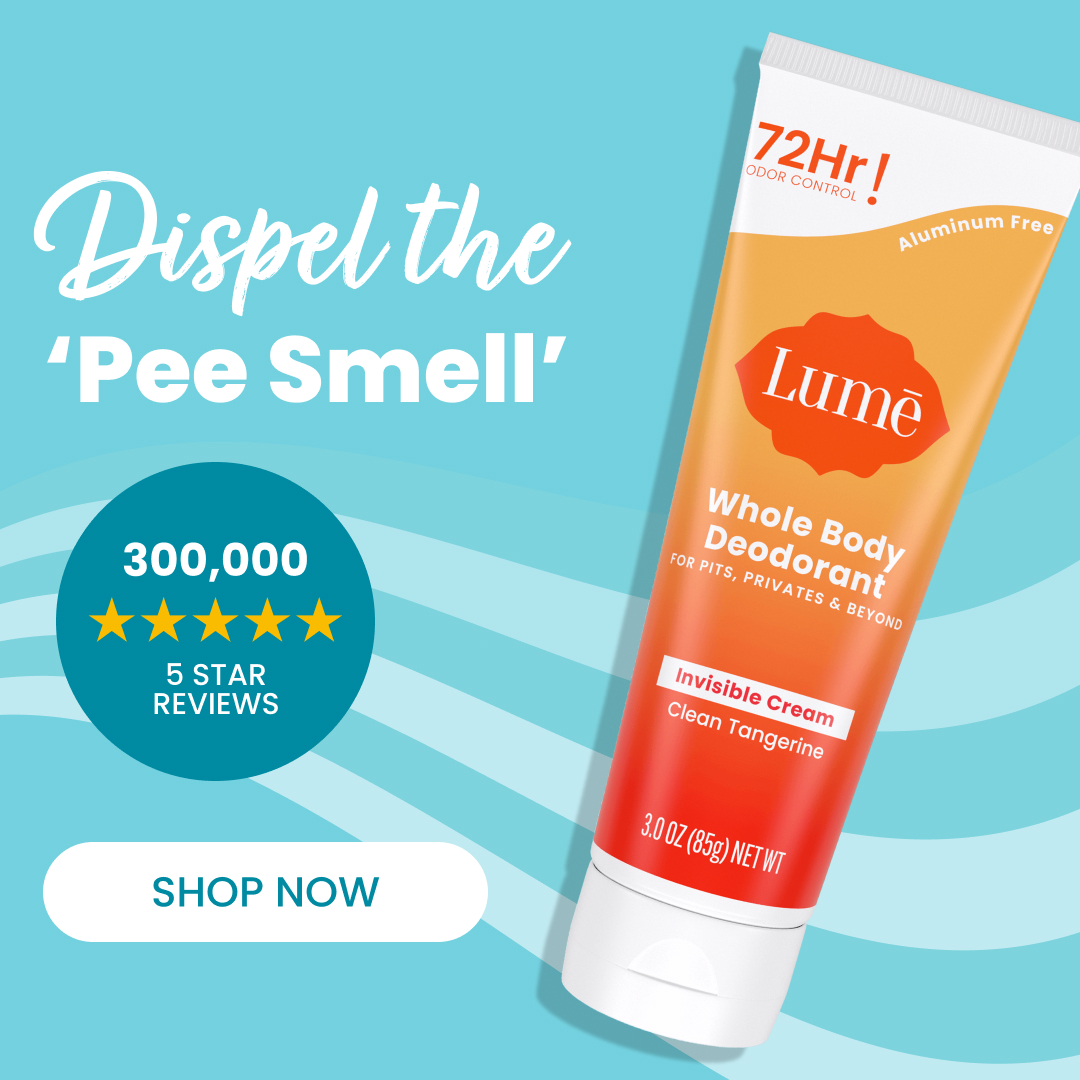 Dispel the
‘Pee Smell’
300,000
5 STAR
REVIEWS
SHOP NOW
72Hr!
ODOR CONTROL
Aluminum Free
Lumē
Whole Body
Deodorant
FOR PITS, PRIVATES & BEYOND
Invisible Cream
Clean Tangerine
3.0 OZ (85g) NET WT